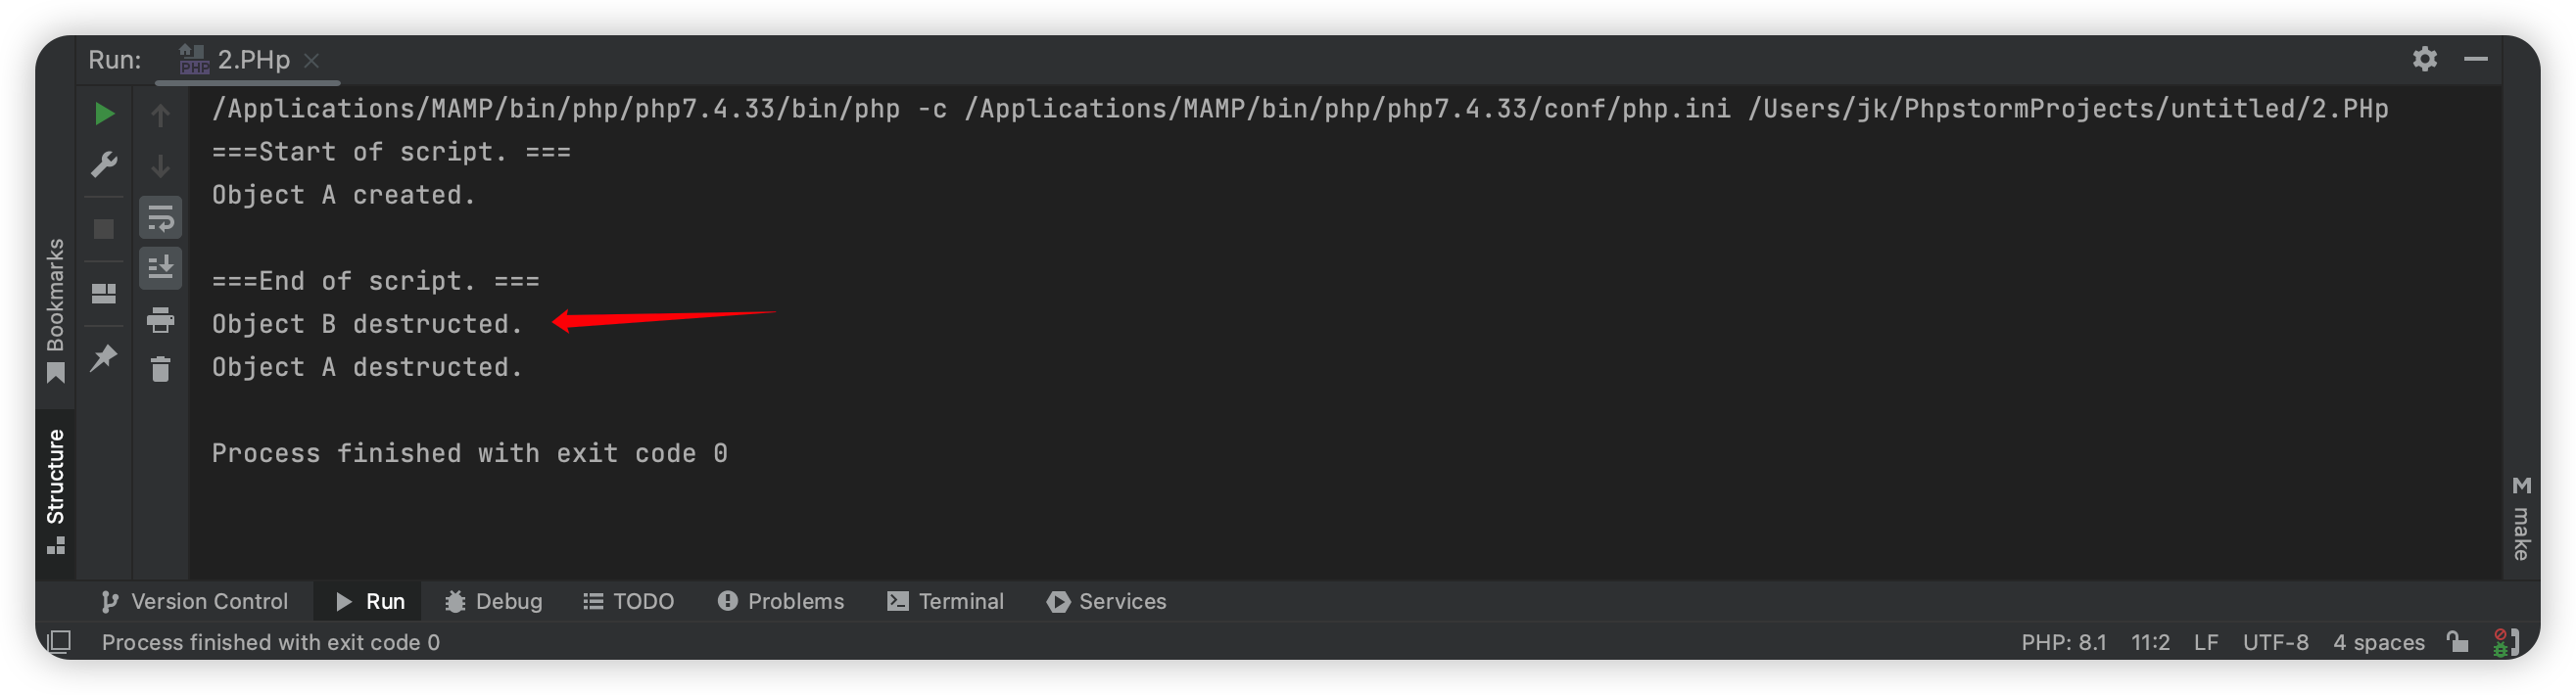 Run: 2.PHp
/Applications/MAMP/bin/php/php7.4.33/bin/php -c /Applications/MAMP/bin/php/php7.4.33/conf/php.ini /Users/jk/PhpstormProjects/untitled/2.PHp
===Start of script. ===
Object A created.
===End of script. ===
Object B destructed.
Object A destructed.
Process finished with exit code 0
Bookmarks
Structure
make
Version Control Run Debug TODO Problems Terminal Services
Process finished with exit code 0 PHP: 8.1 11:2 LF UTF-8 4 spaces